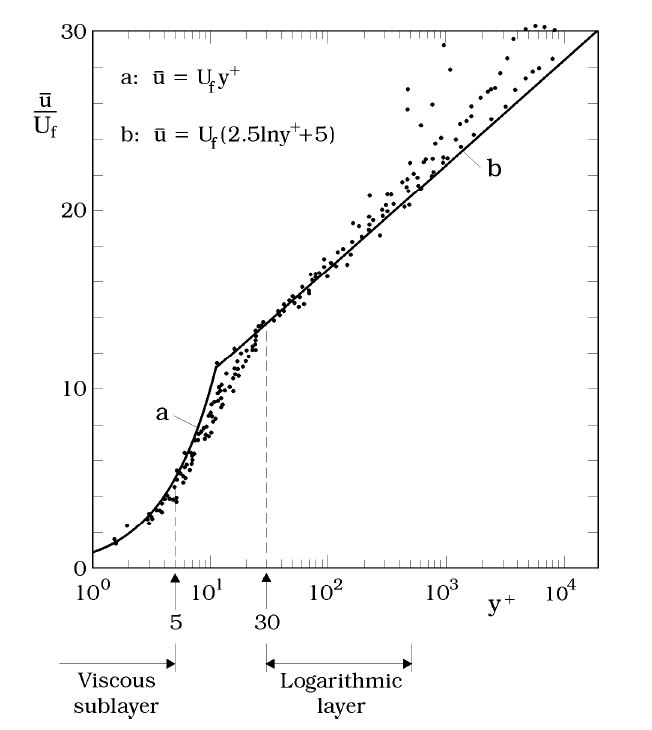 30
a: ū = U_f y⁺
ū/U_f
b: ū = U_f(2.5lny⁺+5)
b
20
10
a
0
10⁰ 10¹ 10² 10³ 10⁴
y⁺
5 30
Viscous Logarithmic
sublayer layer